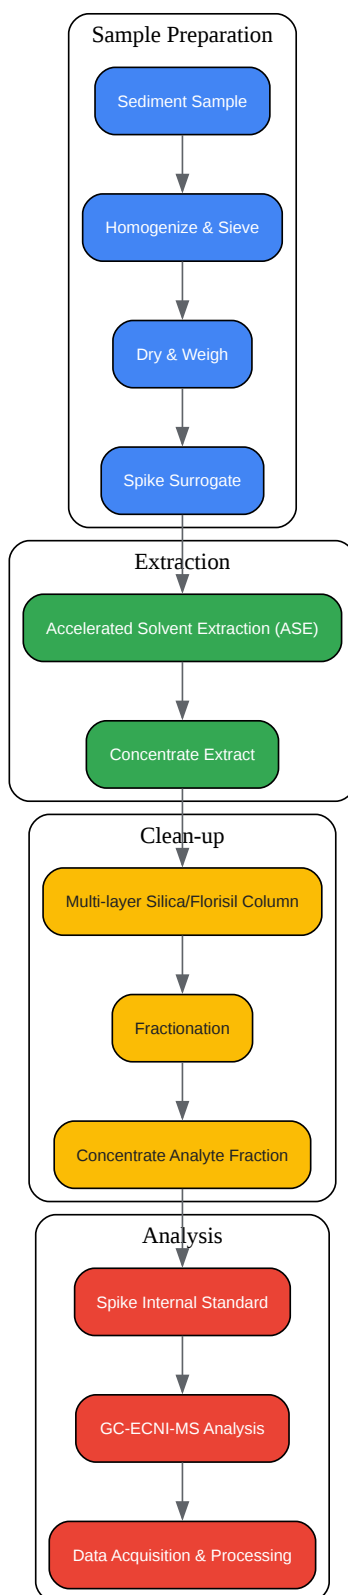 Sample Preparation
Sediment Sample
Homogenize & Sieve
Dry & Weigh
Spike Surrogate
Extraction
Accelerated Solvent Extraction (ASE)
Concentrate Extract
Clean-up
Multi-layer Silica/Florisil Column
Fractionation
Concentrate Analyte Fraction
Analysis
Spike Internal Standard
GC-ECNI-MS Analysis
Data Acquisition & Processing